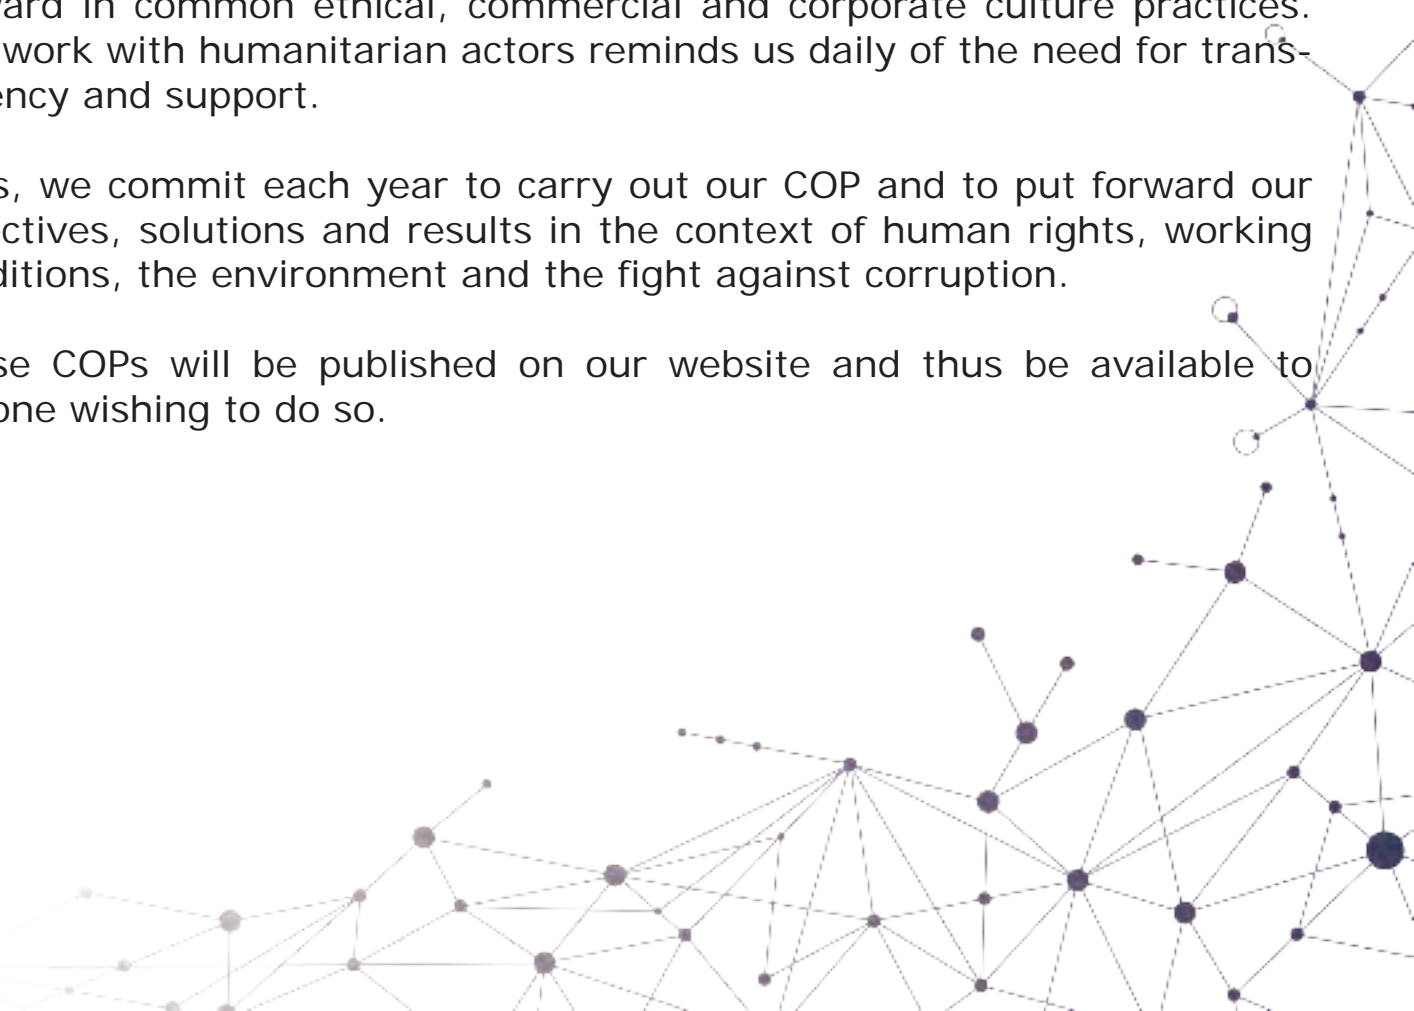 ard in common ethical, commercial and corporate culture practices.
work with humanitarian actors reminds us daily of the need for trans-
ency and support.
s, we commit each year to carry out our COP and to put forward our
ctives, solutions and results in the context of human rights, working
ditions, the environment and the fight against corruption.
se COPs will be published on our website and thus be available to
one wishing to do so.